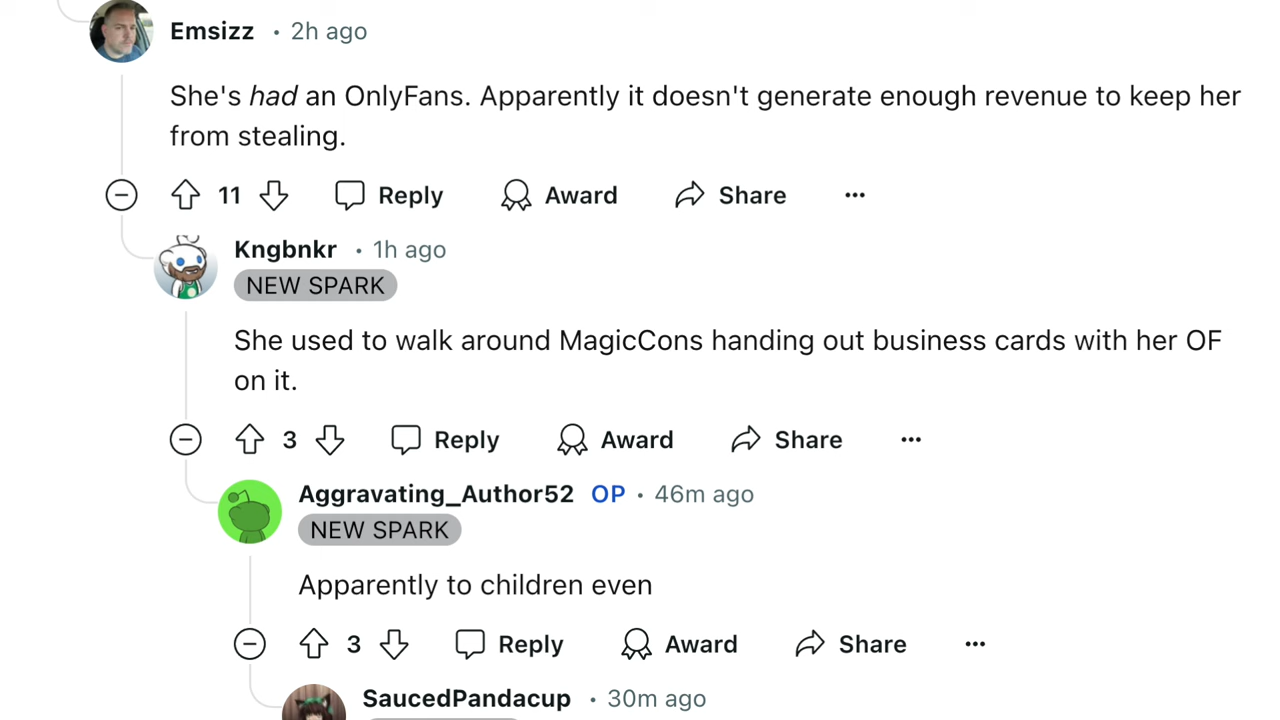 Emsizz • 2h ago
She's had an OnlyFans. Apparently it doesn't generate enough revenue to keep her
from stealing.
11 Reply Award Share ...
Kngbnkr • 1h ago
NEW SPARK
She used to walk around MagicCons handing out business cards with her OF
on it.
3 Reply Award Share ...
Aggravating_Author52 OP • 46m ago
NEW SPARK
Apparently to children even
3 Reply Award Share ...
SaucedPandacup • 30m ago